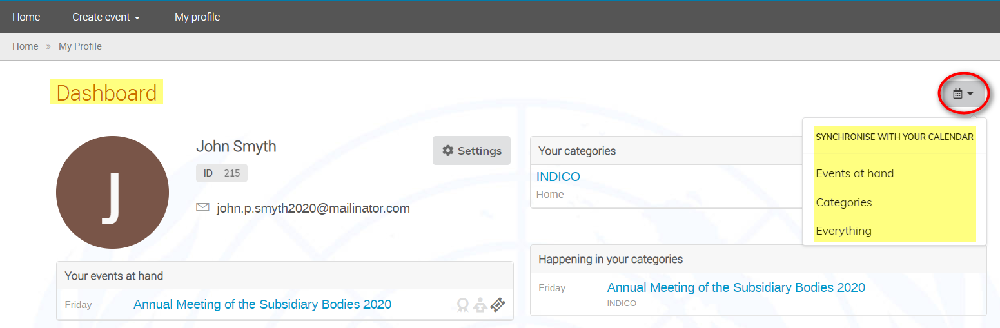 Home Create event My profile
Home » My Profile
Dashboard
SYNCHRONISE WITH YOUR CALENDAR
Events at hand
Categories
Everything
J
John Smyth
Settings
ID 215
john.p.smyth2020@mailinator.com
Your categories
INDICO
Home
Your events at hand
Friday Annual Meeting of the Subsidiary Bodies 2020
Happening in your categories
Friday Annual Meeting of the Subsidiary Bodies 2020
INDICO